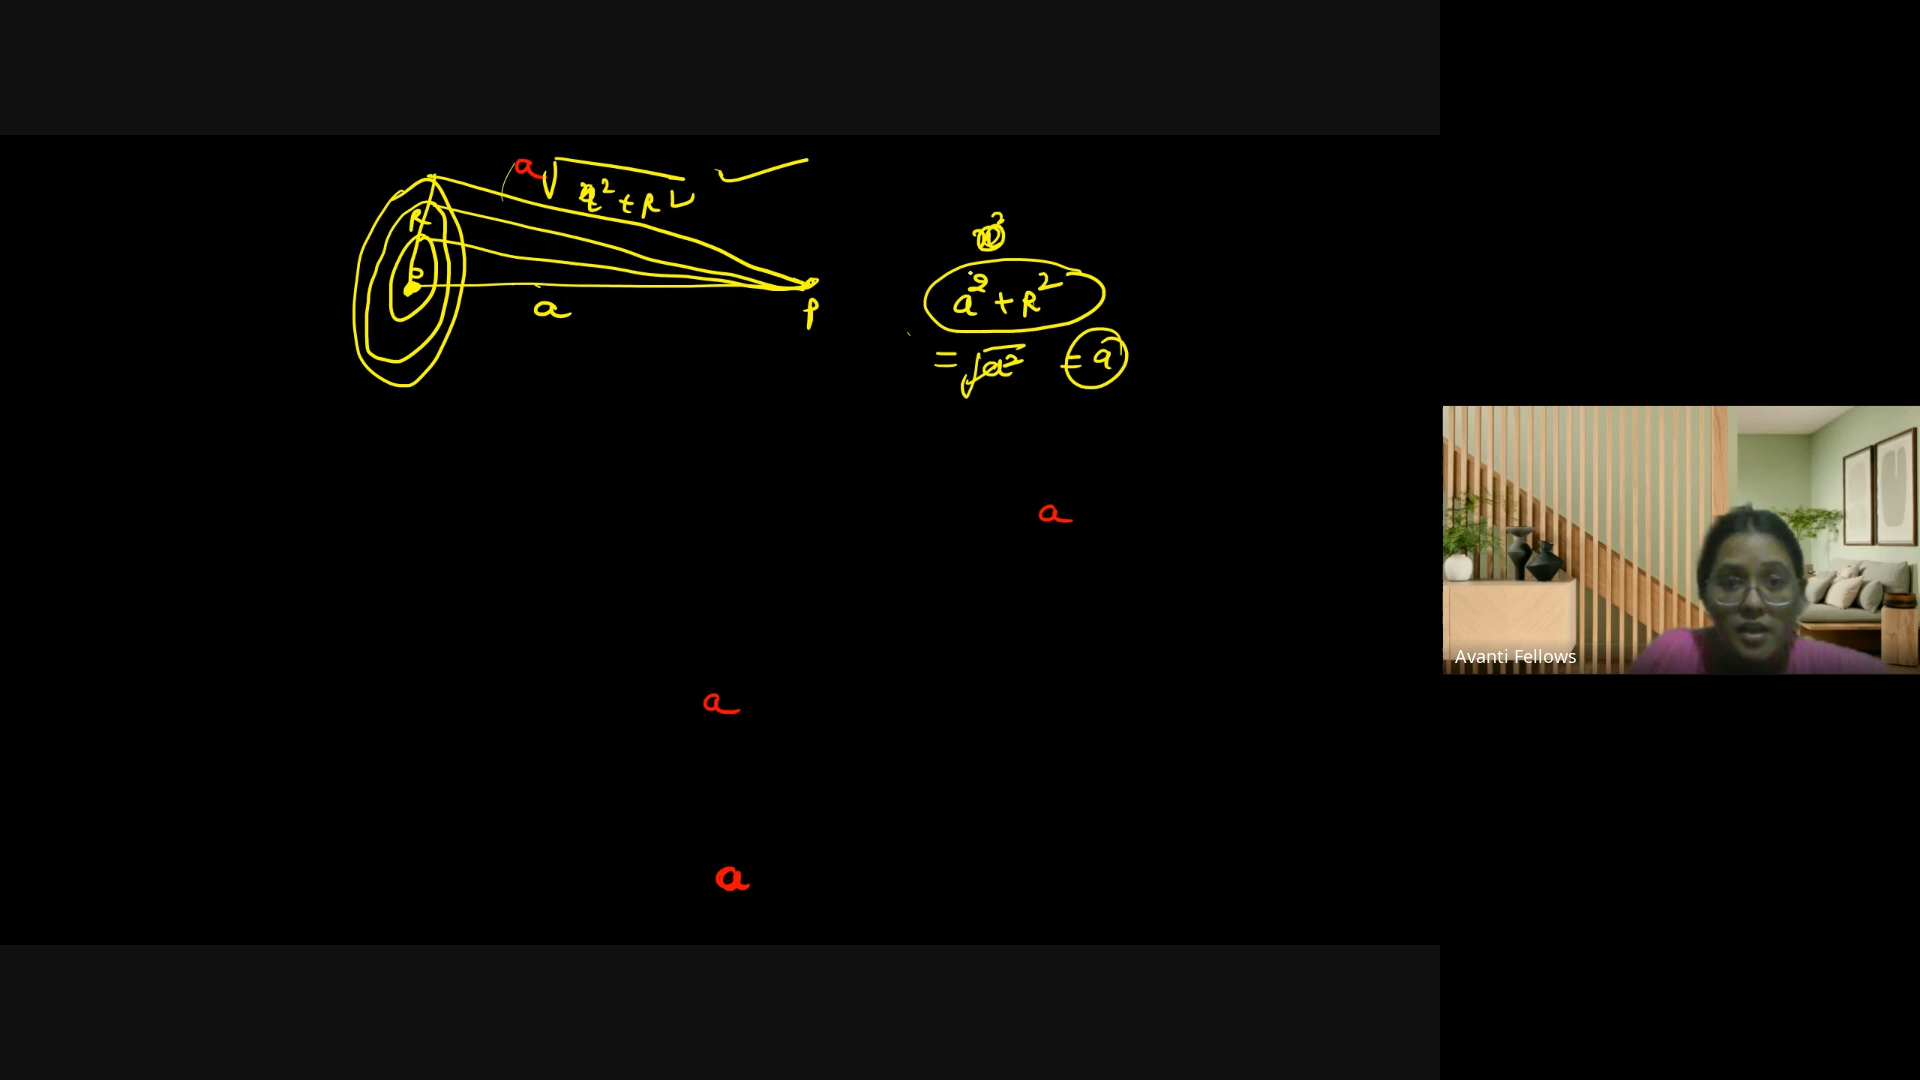 a √a²+R²
R
O
a
P
a²+R²
= √a² = a
a
a
a
Avanti Fellows